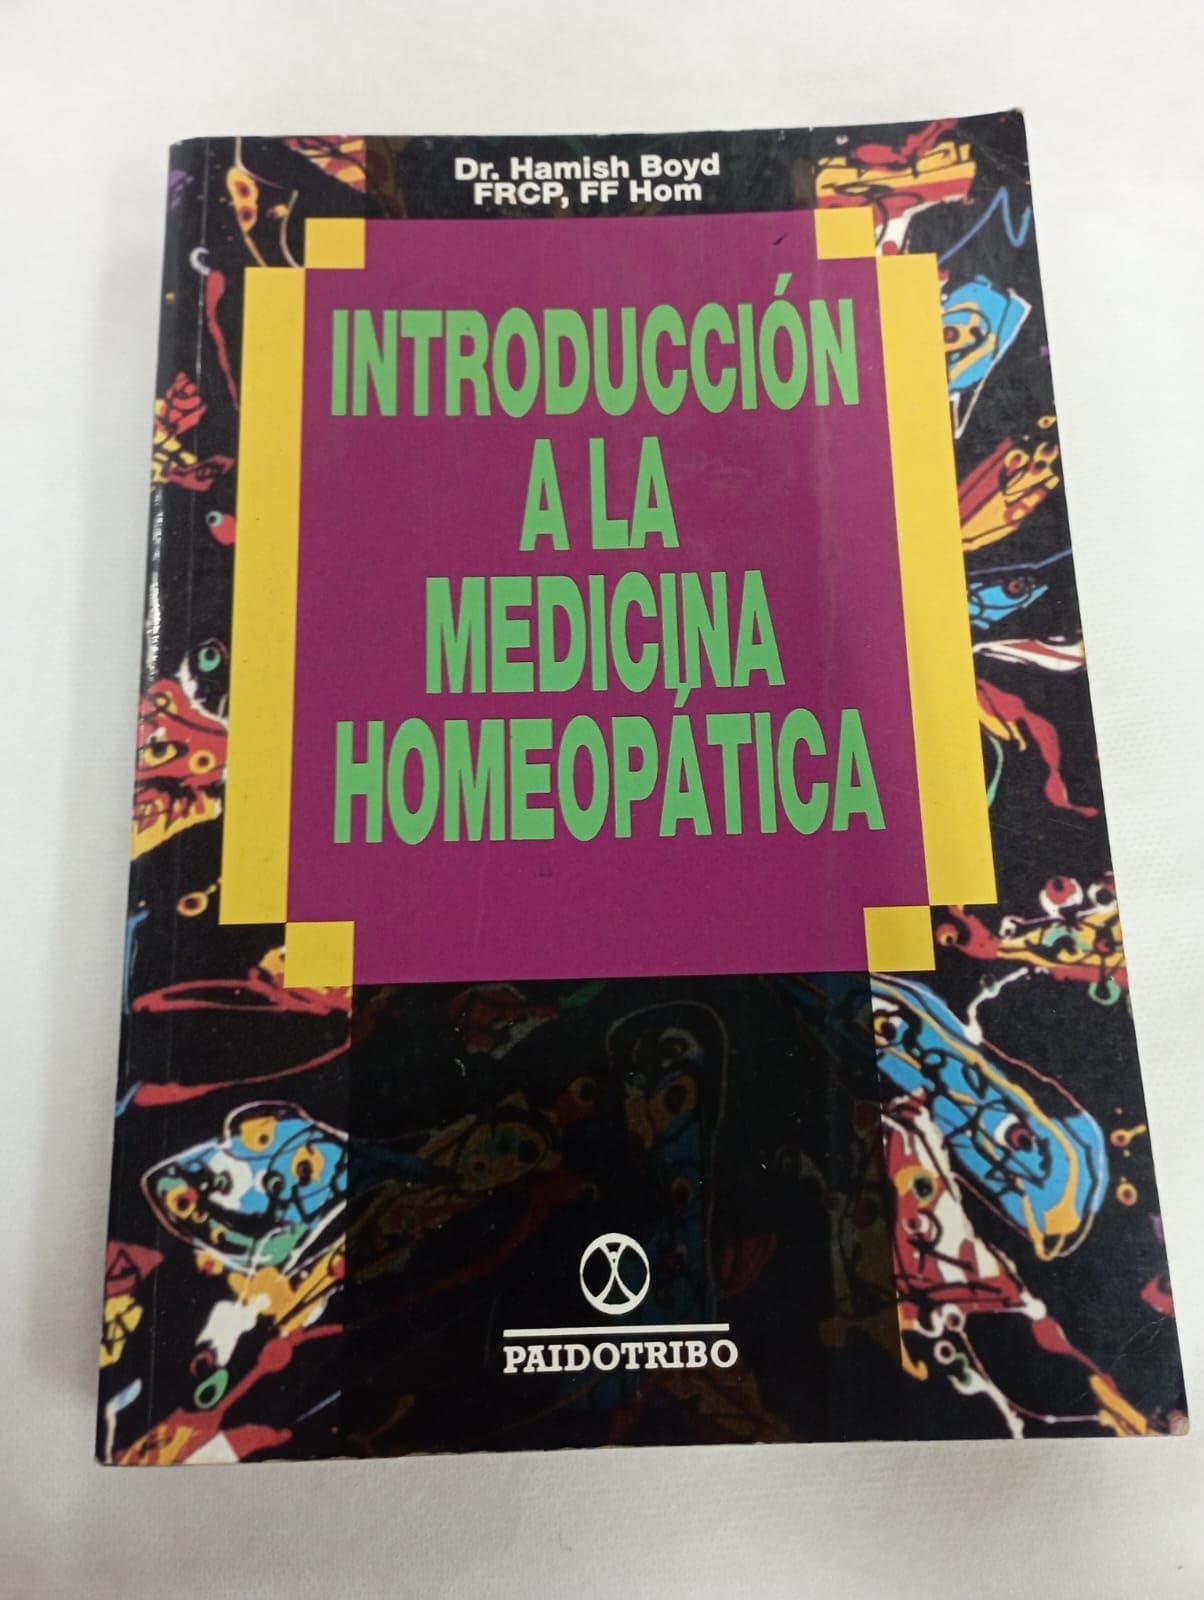 Dr. Hamish Boyd
FRCP, FF Hom
INTRODUCCIÓN
A LA
MEDICINA
HOMEOPÁTICA
PAIDOTRIBO